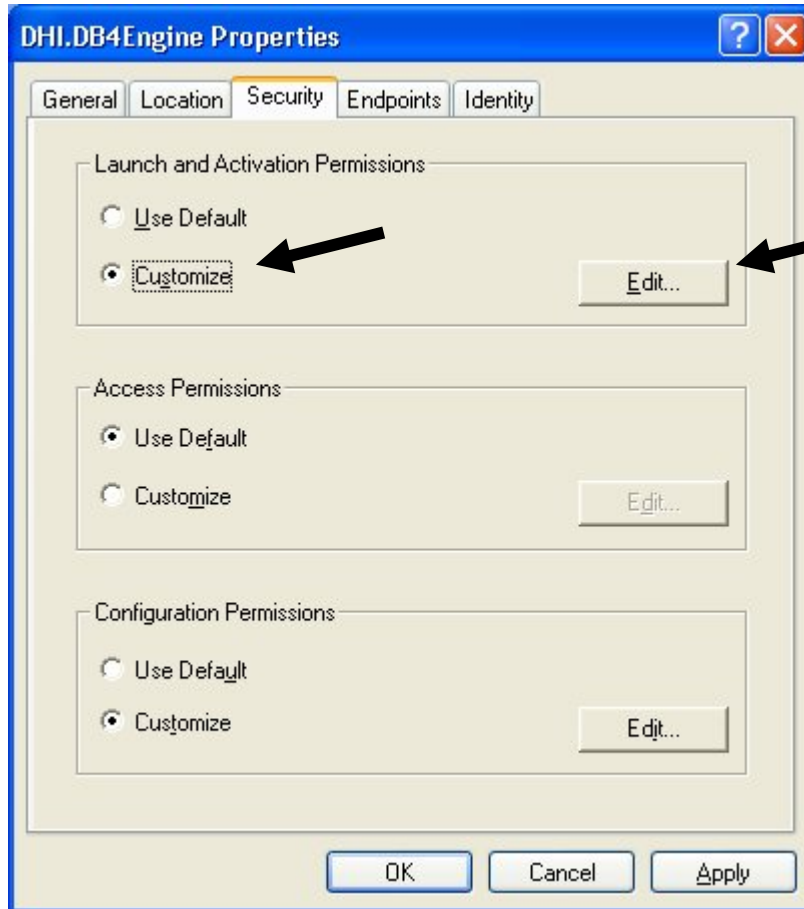 DHI.DB4Engine Properties
General Location Security Endpoints Identity
Launch and Activation Permissions
Use Default
Customize Edit...
Access Permissions
Use Default
Customize Edit...
Configuration Permissions
Use Default
Customize Edit...
OK Cancel Apply